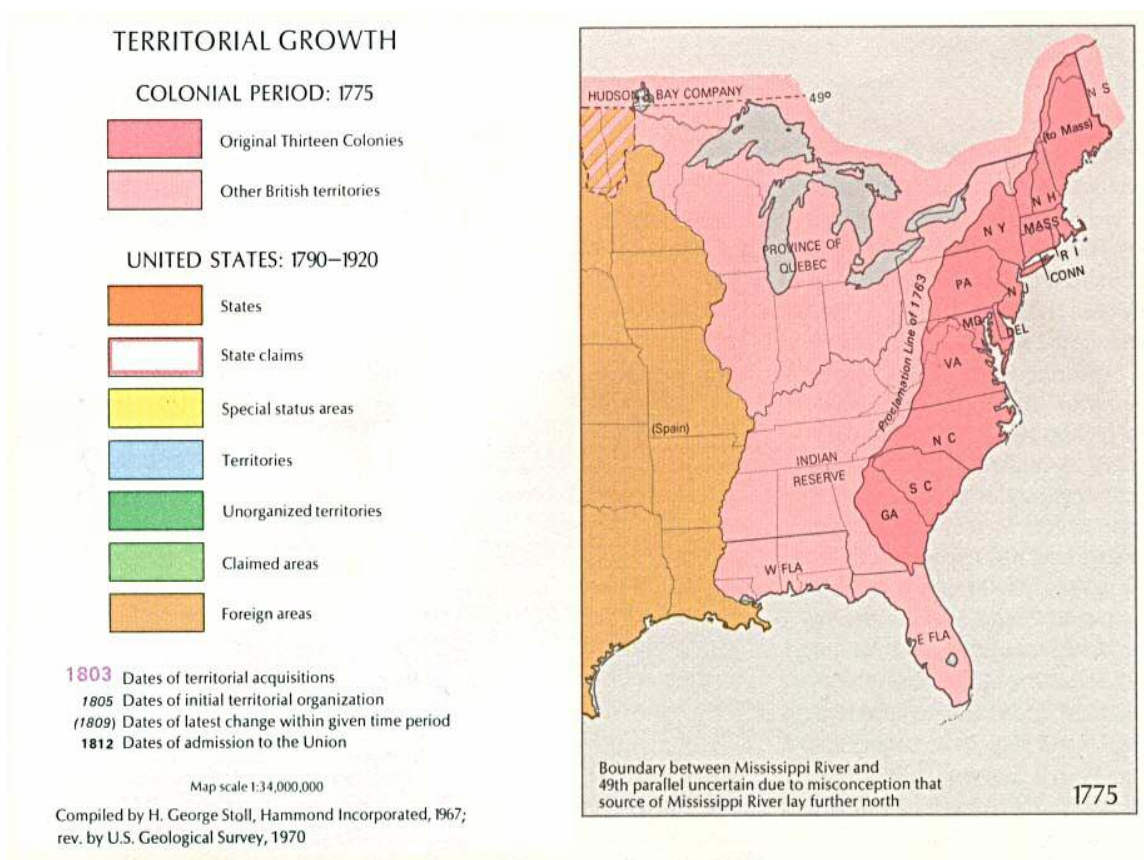 TERRITORIAL GROWTH
COLONIAL PERIOD: 1775
Original Thirteen Colonies
Other British territories
UNITED STATES: 1790–1920
States
State claims
Special status areas
Territories
Unorganized territories
Claimed areas
Foreign areas
1803 Dates of territorial acquisitions
1805 Dates of initial territorial organization
(1809) Dates of latest change within given time period
1812 Dates of admission to the Union
Map scale 1:34,000,000
Compiled by H. George Stoll, Hammond Incorporated, 1967;
rev. by U.S. Geological Survey, 1970
HUDSON BAY COMPANY
49°
N S
(to Mass)
N H
N Y
MASS
R I
CONN
PROVINCE OF
QUEBEC
PA
N J
MD
DEL
Proclamation Line of 1763
VA
(Spain)
N C
INDIAN
RESERVE
S C
GA
W FLA
E FLA
Boundary between Mississippi River and
49th parallel uncertain due to misconception that
source of Mississippi River lay further north
1775